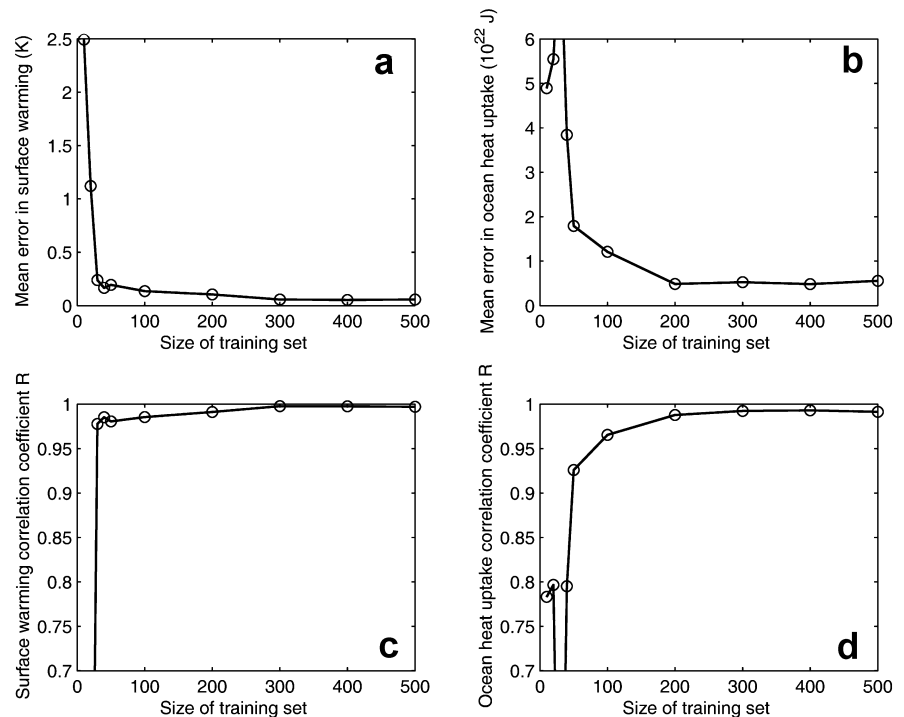 Mean error in surface warming (K)
2.5
2
1.5
1
0.5
0
a
0 100 200 300 400 500
Size of training set
Mean error in ocean heat uptake (10^22 J)
6
5
4
3
2
1
0
b
0 100 200 300 400 500
Size of training set
Surface warming correlation coefficient R
1
0.95
0.9
0.85
0.8
0.75
0.7
c
0 100 200 300 400 500
Size of training set
Ocean heat uptake correlation coefficient R
1
0.95
0.9
0.85
0.8
0.75
0.7
d
0 100 200 300 400 500
Size of training set